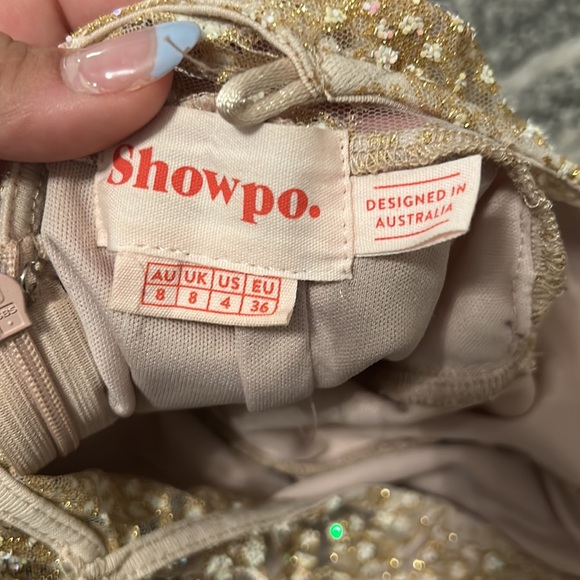 Showpo.
DESIGNED IN
AUSTRALIA
AU UK US EU
8 8 4 36